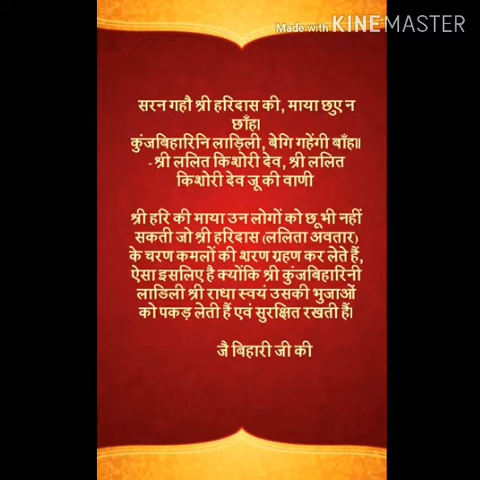 Made with KINEMASTER
सरन गहौ श्री हरिदास की, माया छुए न
छाँह।
कुंजबिहारिनि लाड़िली, बेगि गहेंगी बाँह॥
- श्री ललित किशोरी देव, श्री ललित
किशोरी देव जू की वाणी
श्री हरि की माया उन लोगों को छू भी नहीं
सकती जो श्री हरिदास (ललिता अवतार)
के चरण कमलों की शरण ग्रहण कर लेते हैं,
ऐसा इसलिए है क्योंकि श्री कुंजबिहारिनी
लाडिली श्री राधा स्वयं उसकी भुजाओं
को पकड़ लेती हैं एवं सुरक्षित रखती हैं।
जै बिहारी जी की